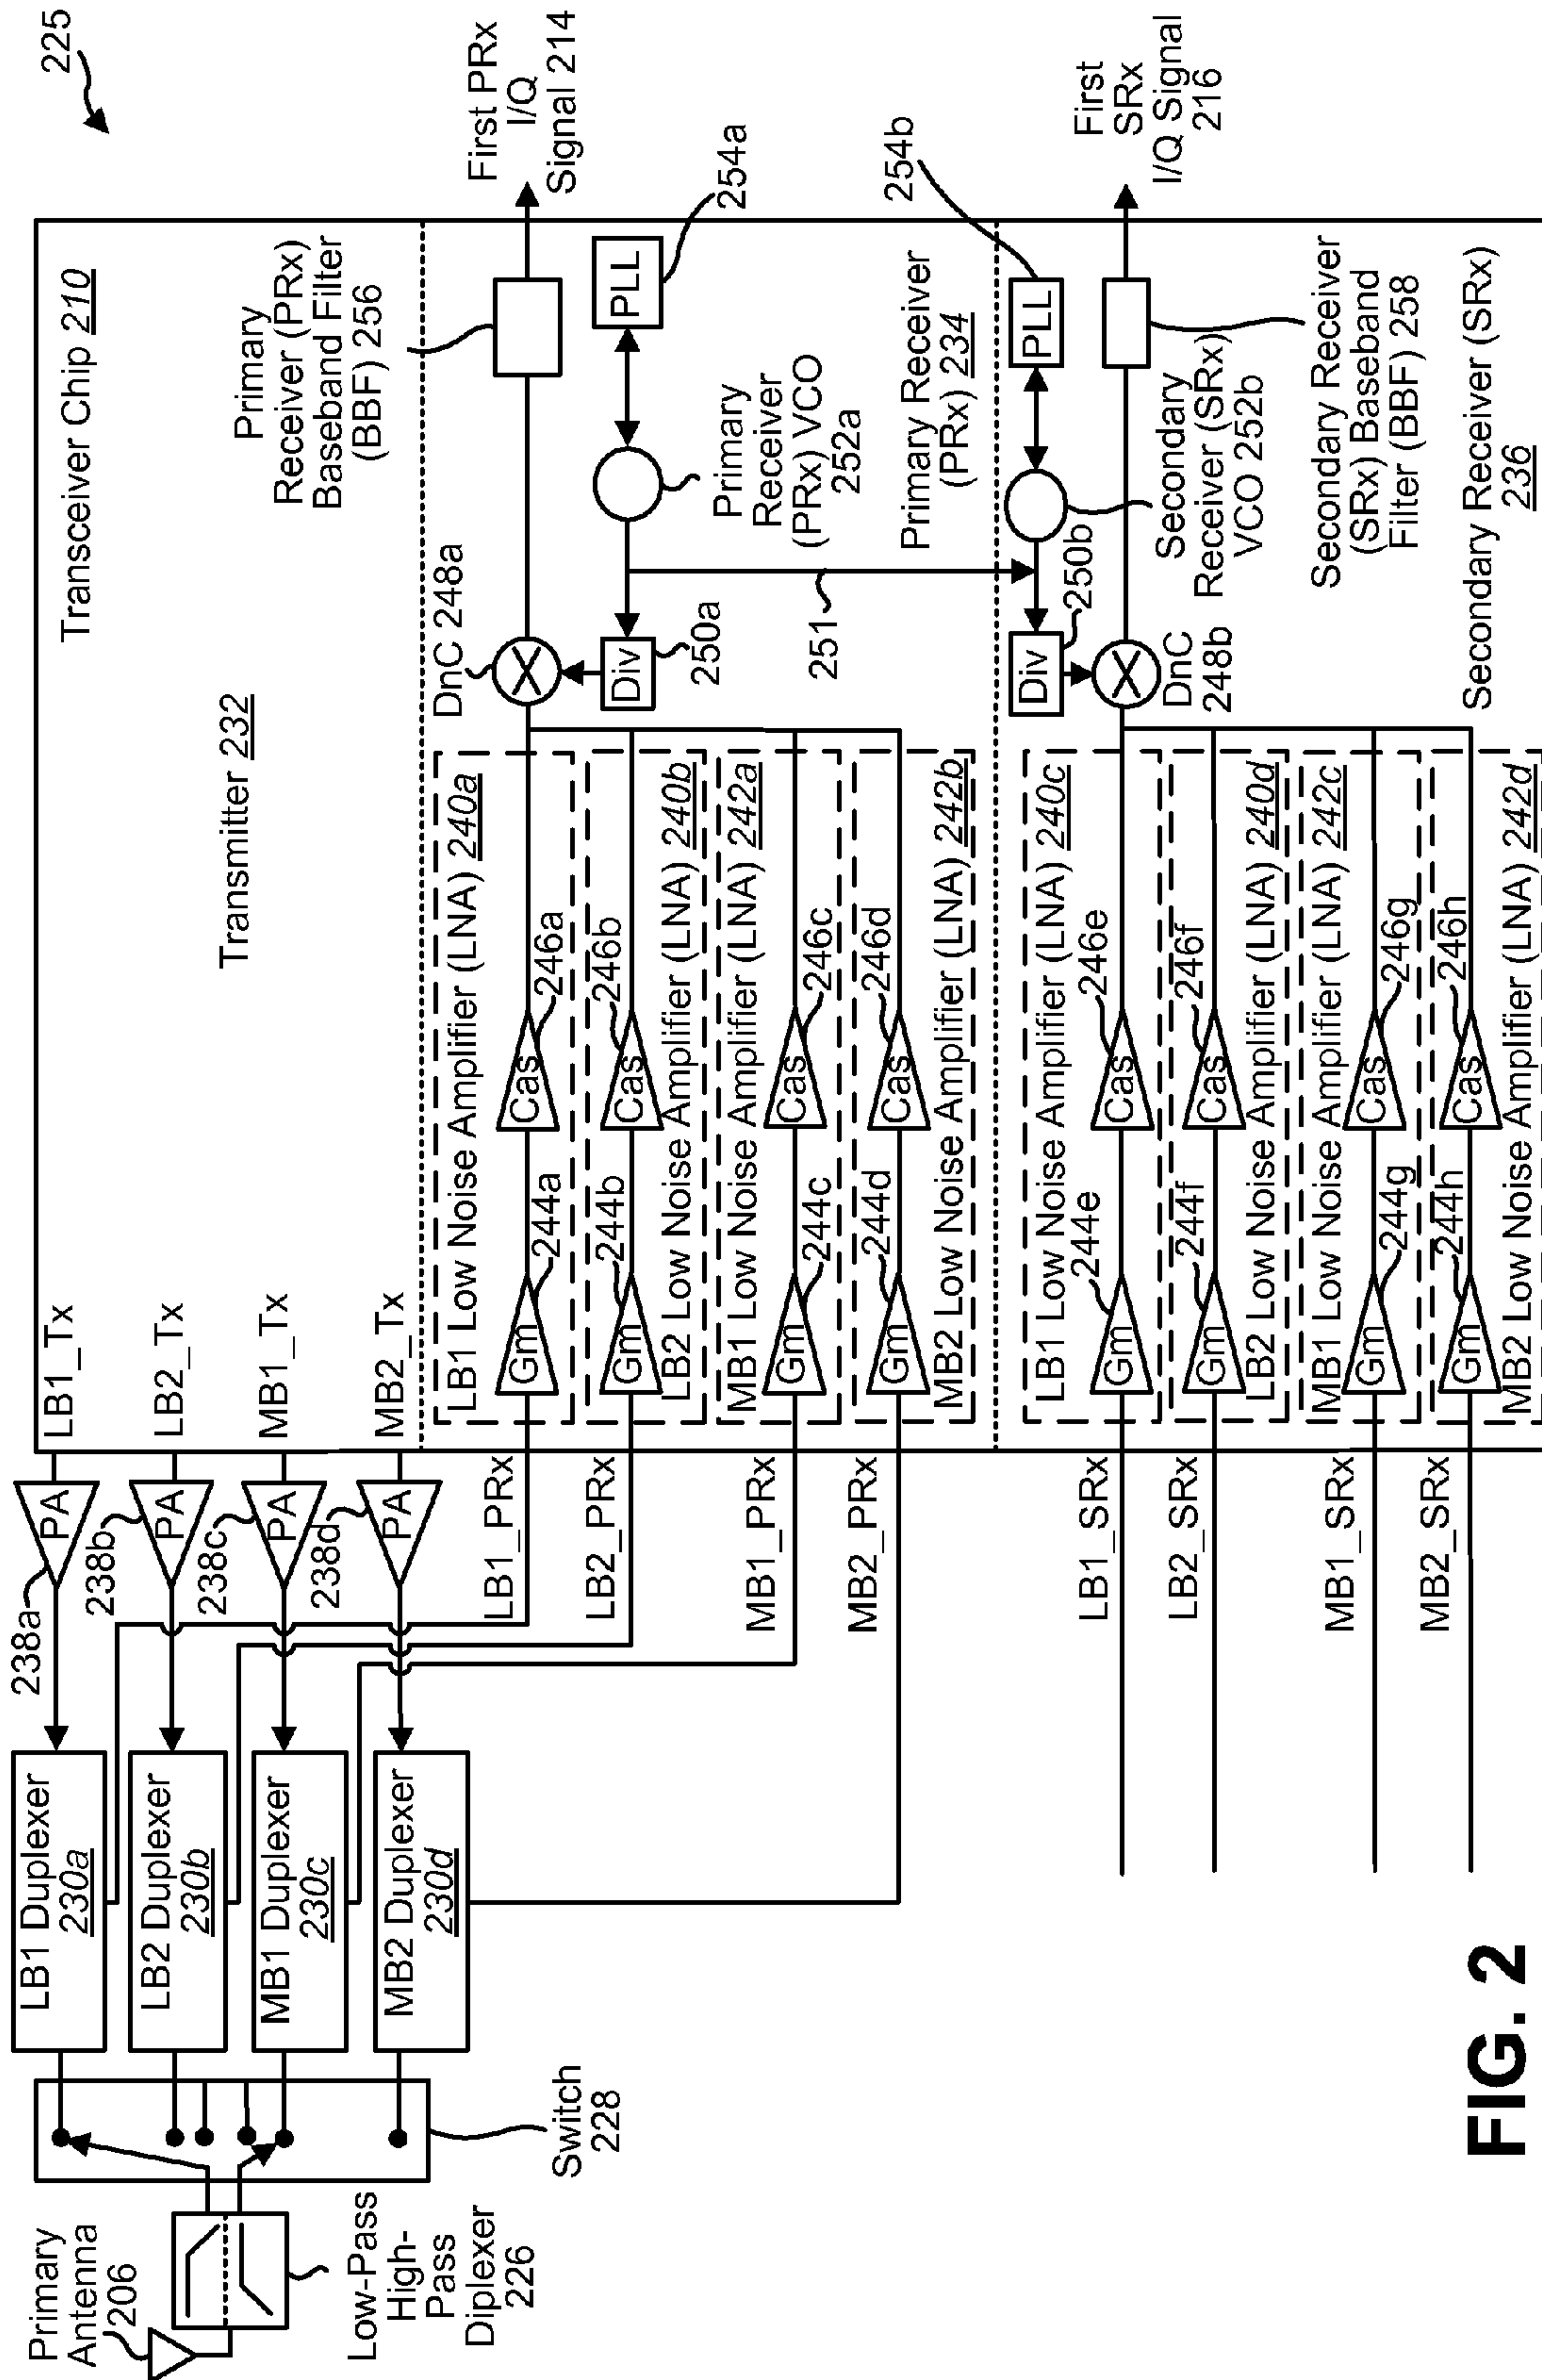 225
Primary
Antenna
206
Low-Pass
High-
Pass
Diplexer
226
Switch
228
LB1 Duplexer
230a
LB2 Duplexer
230b
MB1 Duplexer
230c
MB2 Duplexer
230d
238a
PA
238b
PA
238c
PA
238d
PA
LB1_Tx
LB2_Tx
MB1_Tx
MB2_Tx
Transceiver Chip 210
Transmitter 232
LB1_PRx
LB2_PRx
MB1_PRx
MB2_PRx
LB1 Low Noise Amplifier (LNA) 240a
Gm
244a
Cas
246a
Gm
244b
Cas
246b
LB2 Low Noise Amplifier (LNA) 240b
MB1 Low Noise Amplifier (LNA) 242a
Gm
244c
Cas
246c
Gm
244d
Cas
246d
MB2 Low Noise Amplifier (LNA) 242b
DnC 248a
Div
250a
251
Primary
Receiver (PRx)
Baseband Filter
(BBF) 256
Primary
Receiver
(PRx) VCO
252a
PLL
254a
First PRx
I/Q
Signal 214
Primary Receiver
(PRx) 234
LB1_SRx
LB2_SRx
MB1_SRx
MB2_SRx
LB1 Low Noise Amplifier (LNA) 240c
Gm
244e
Cas
246e
Gm
244f
Cas
246f
LB2 Low Noise Amplifier (LNA) 240d
MB1 Low Noise Amplifier (LNA) 242c
Gm
244g
Cas
246g
Gm
244h
Cas
246h
MB2 Low Noise Amplifier (LNA) 242d
Div
250b
DnC
248b
Secondary
Receiver (SRx)
VCO 252b
PLL
254b
First
SRx
I/Q Signal
216
Secondary Receiver
(SRx) Baseband
Filter (BBF) 258
Secondary Receiver (SRx)
236
FIG. 2